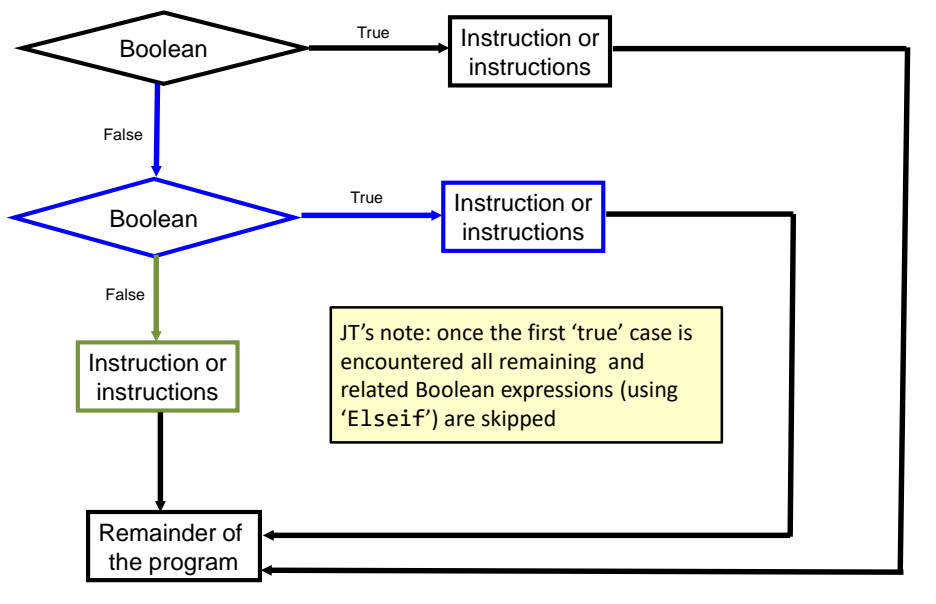 Boolean
True
Instruction or
instructions
False
Boolean
True
Instruction or
instructions
False
Instruction or
instructions
JT’s note: once the first ‘true’ case is
encountered all remaining and
related Boolean expressions (using
‘Elseif’) are skipped
Remainder of
the program